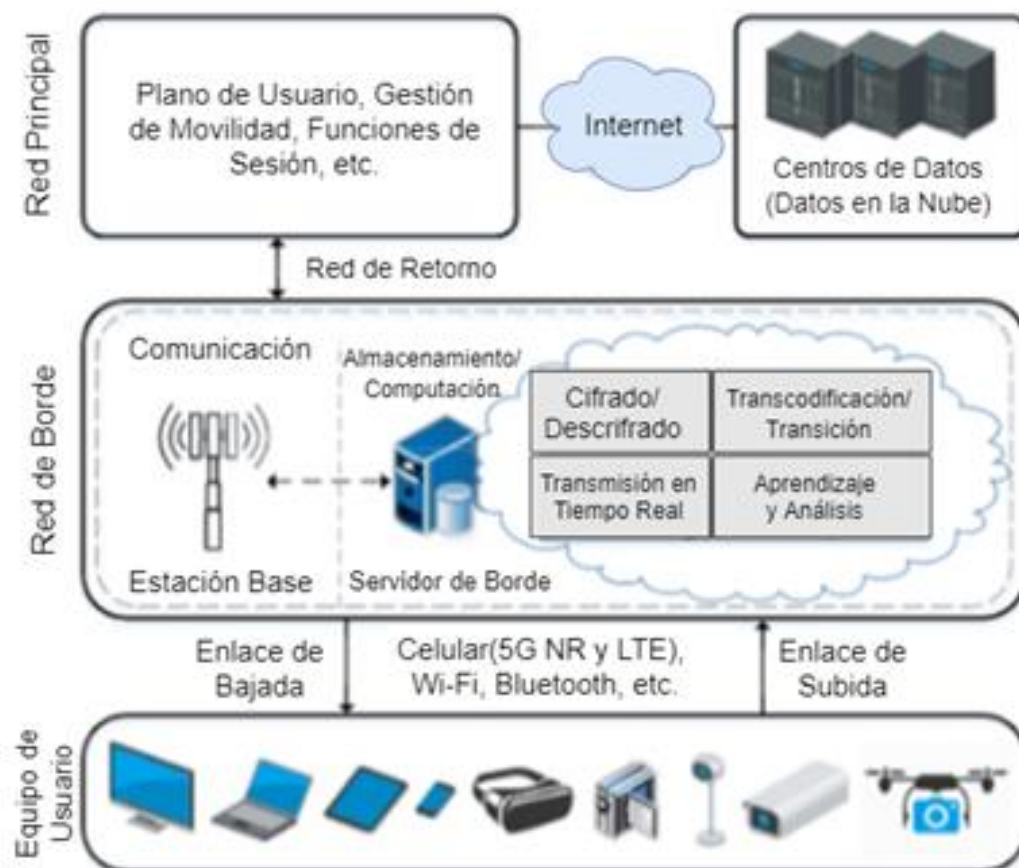 Red Principal
Plano de Usuario, Gestión
de Movilidad, Funciones de
Sesión, etc.
Internet
Centros de Datos
(Datos en la Nube)
Red de Retorno
Red de Borde
Comunicación
Almacenamiento/
Computación
Cifrado/
Descrifrado
Transcodificación/
Transición
Transmisión en
Tiempo Real
Aprendizaje
y Análisis
Estación Base
Servidor de Borde
Enlace de
Bajada
Celular(5G NR y LTE),
Wi-Fi, Bluetooth, etc.
Enlace de
Subida
Equipo de
Usuario